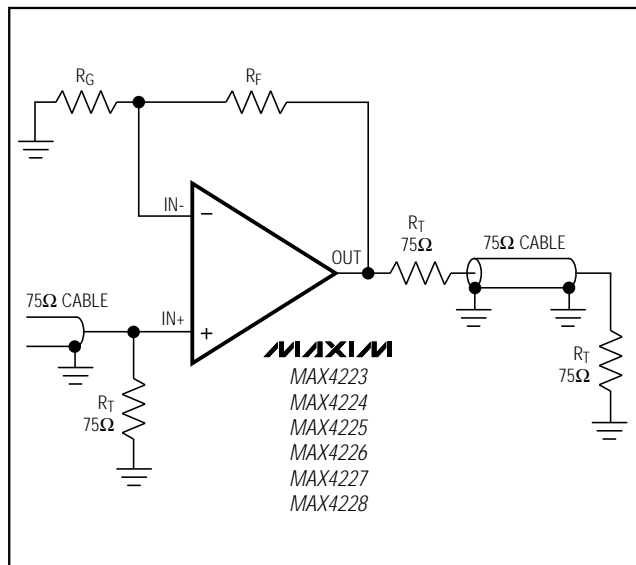 RG
RF
IN-
−
OUT
RT
75Ω
75Ω CABLE
75Ω CABLE
IN+
+
MAXIM
RT
75Ω
RT
75Ω
MAX4223
MAX4224
MAX4225
MAX4226
MAX4227
MAX4228